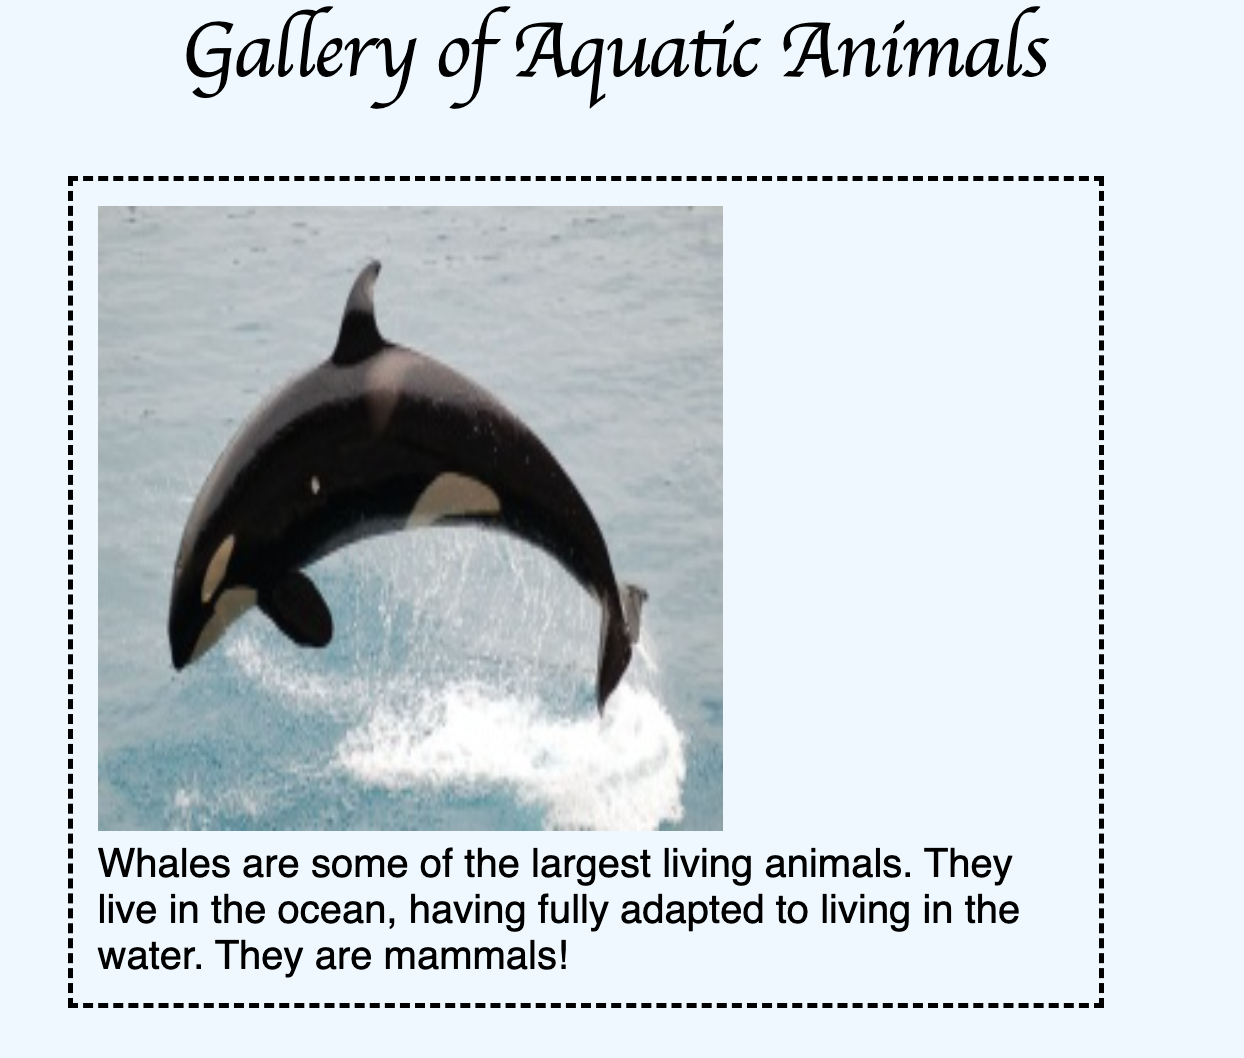 Gallery of Aquatic Animals
Whales are some of the largest living animals. They
live in the ocean, having fully adapted to living in the
water. They are mammals!